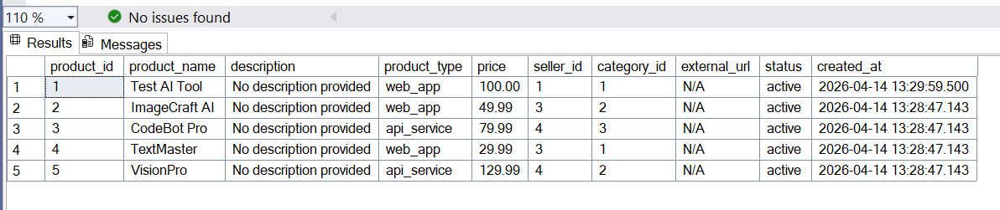 110 % No issues found
Results Messages
product_id product_name description product_type price seller_id category_id external_url status created_at
1 1 Test AI Tool No description provided web_app 100.00 1 1 N/A active 2026-04-14 13:29:59.500
2 2 ImageCraft AI No description provided web_app 49.99 3 2 N/A active 2026-04-14 13:28:47.143
3 3 CodeBot Pro No description provided api_service 79.99 4 3 N/A active 2026-04-14 13:28:47.143
4 4 TextMaster No description provided web_app 29.99 3 1 N/A active 2026-04-14 13:28:47.143
5 5 VisionPro No description provided api_service 129.99 4 2 N/A active 2026-04-14 13:28:47.143